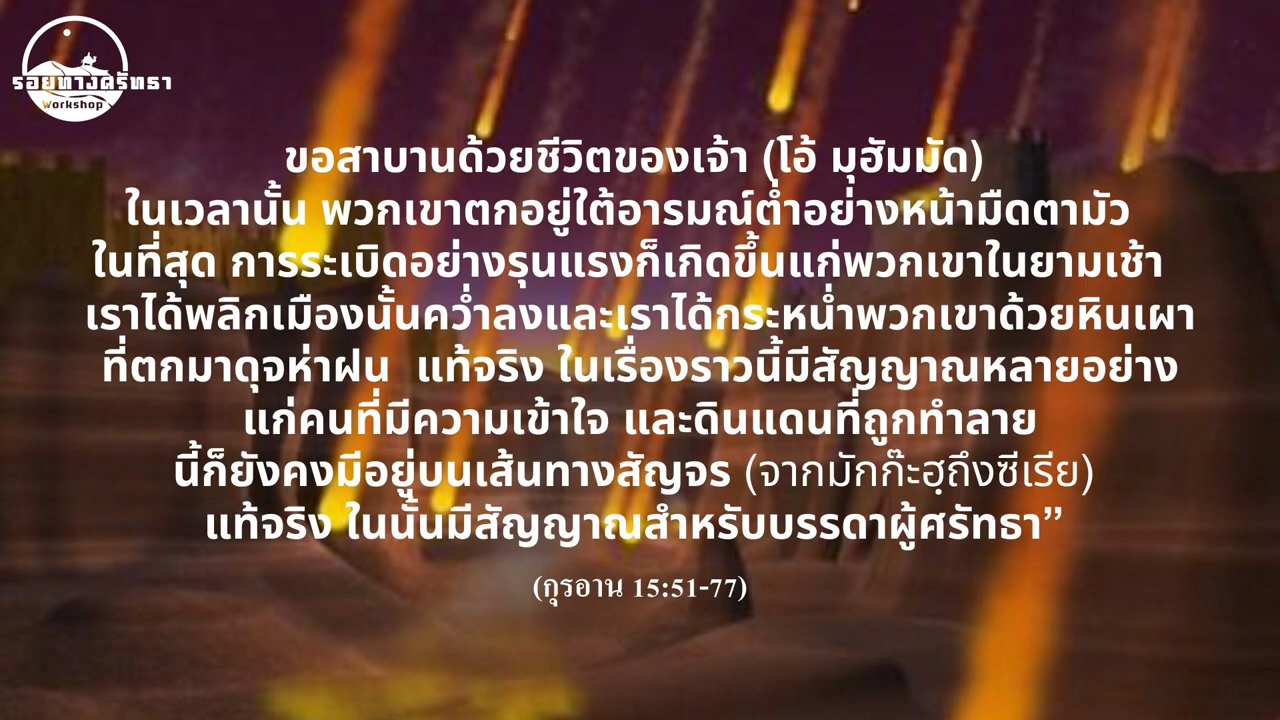 รอยทางศรัทธา
Workshop
ขอสาบานด้วยชีวิตของเจ้า (โอ้ มุฮัมมัด)
ในเวลานั้น พวกเขาตกอยู่ใต้อารมณ์ต่ำอย่างหน้ามืดตามัว
ในที่สุด การระเบิดอย่างรุนแรงก็เกิดขึ้นแก่พวกเขาในยามเช้า
เราได้พลิกเมืองนั้นคว่ำลงและเราได้กระหน่ำพวกเขาด้วยหินเผา
ที่ตกมาดุจห่าฝน แท้จริง ในเรื่องราวนี้มีสัญญาณหลายอย่าง
แก่คนที่มีความเข้าใจ และดินแดนที่ถูกทำลาย
นี้ก็ยังคงมีอยู่บนเส้นทางสัญจร (จากมักก๊ะฮฺถึงซีเรีย)
แท้จริง ในนั้นมีสัญญาณสำหรับบรรดาผู้ศรัทธา”
(กุรอาน 15:51-77)